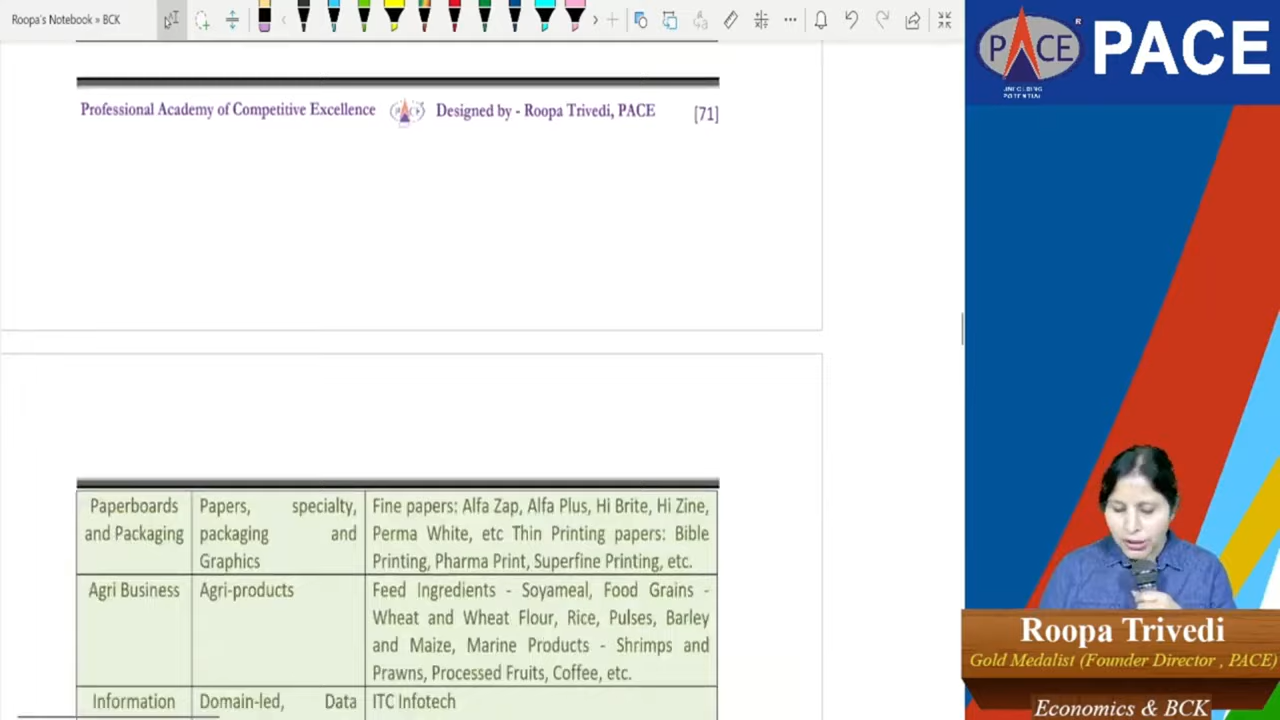 Roopa's Notebook » BCK
PACE
PACE
R
UNFOLDING
POTENTIAL
Professional Academy of Competitive Excellence PACE Designed by - Roopa Trivedi, PACE [71]
Paperboards and Packaging
Papers, specialty,
packaging and
Graphics
Fine papers: Alfa Zap, Alfa Plus, Hi Brite, Hi Zine,
Perma White, etc Thin Printing papers: Bible
Printing, Pharma Print, Superfine Printing, etc.
Agri Business
Agri-products
Feed Ingredients - Soyameal, Food Grains -
Wheat and Wheat Flour, Rice, Pulses, Barley
and Maize, Marine Products - Shrimps and
Prawns, Processed Fruits, Coffee, etc.
Information
Domain-led, Data
ITC Infotech
Roopa Trivedi
Gold Medalist (Founder Director , PACE)
Economics & BCK